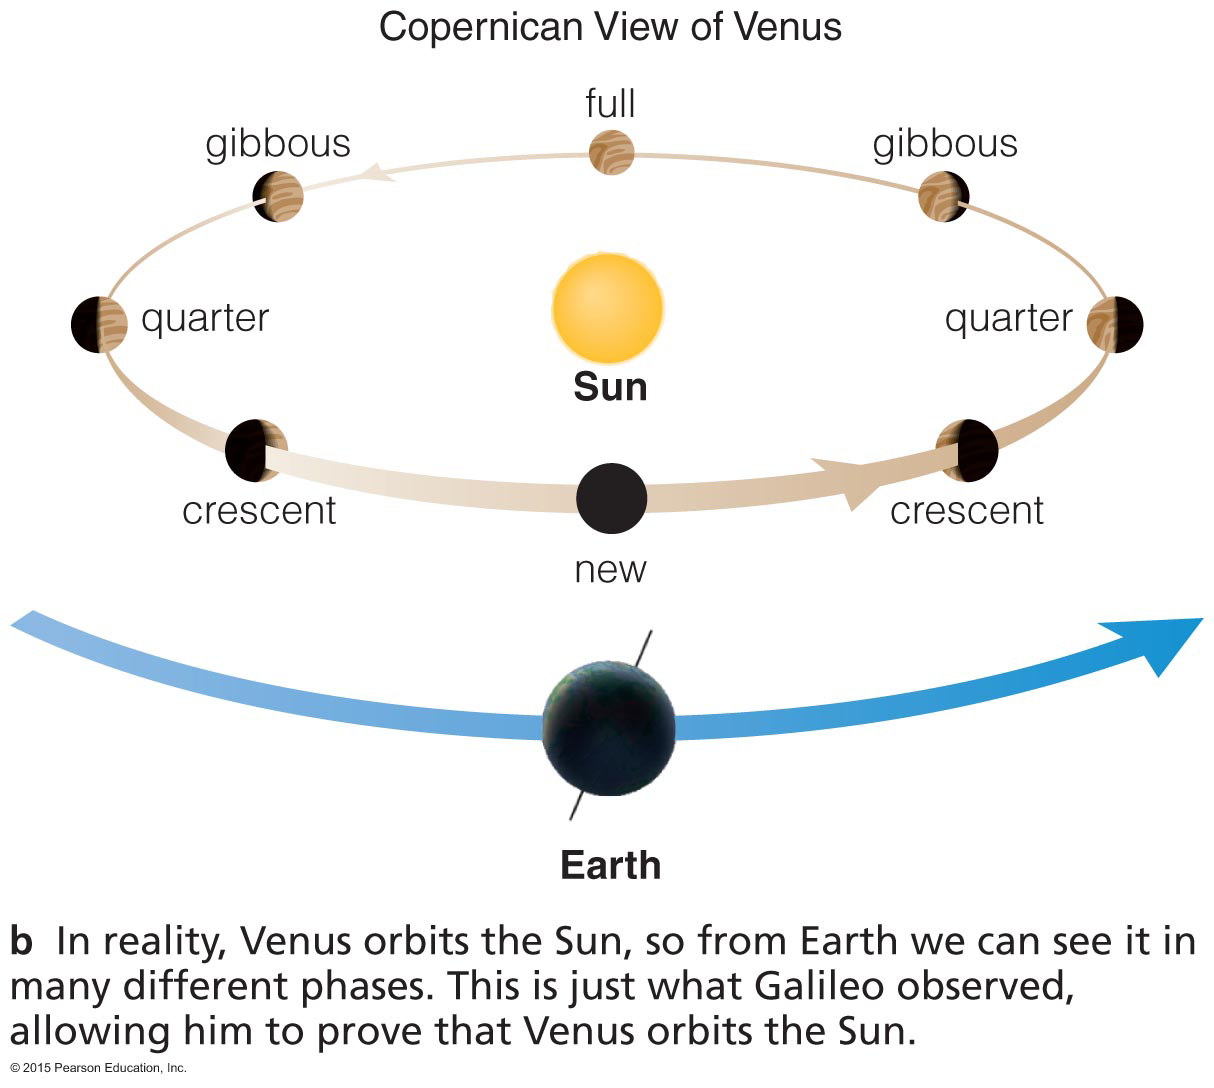 Copernican View of Venus
full
gibbous
gibbous
quarter
quarter
Sun
crescent
crescent
new
Earth
b In reality, Venus orbits the Sun, so from Earth we can see it in
many different phases. This is just what Galileo observed,
allowing him to prove that Venus orbits the Sun.
© 2015 Pearson Education, Inc.